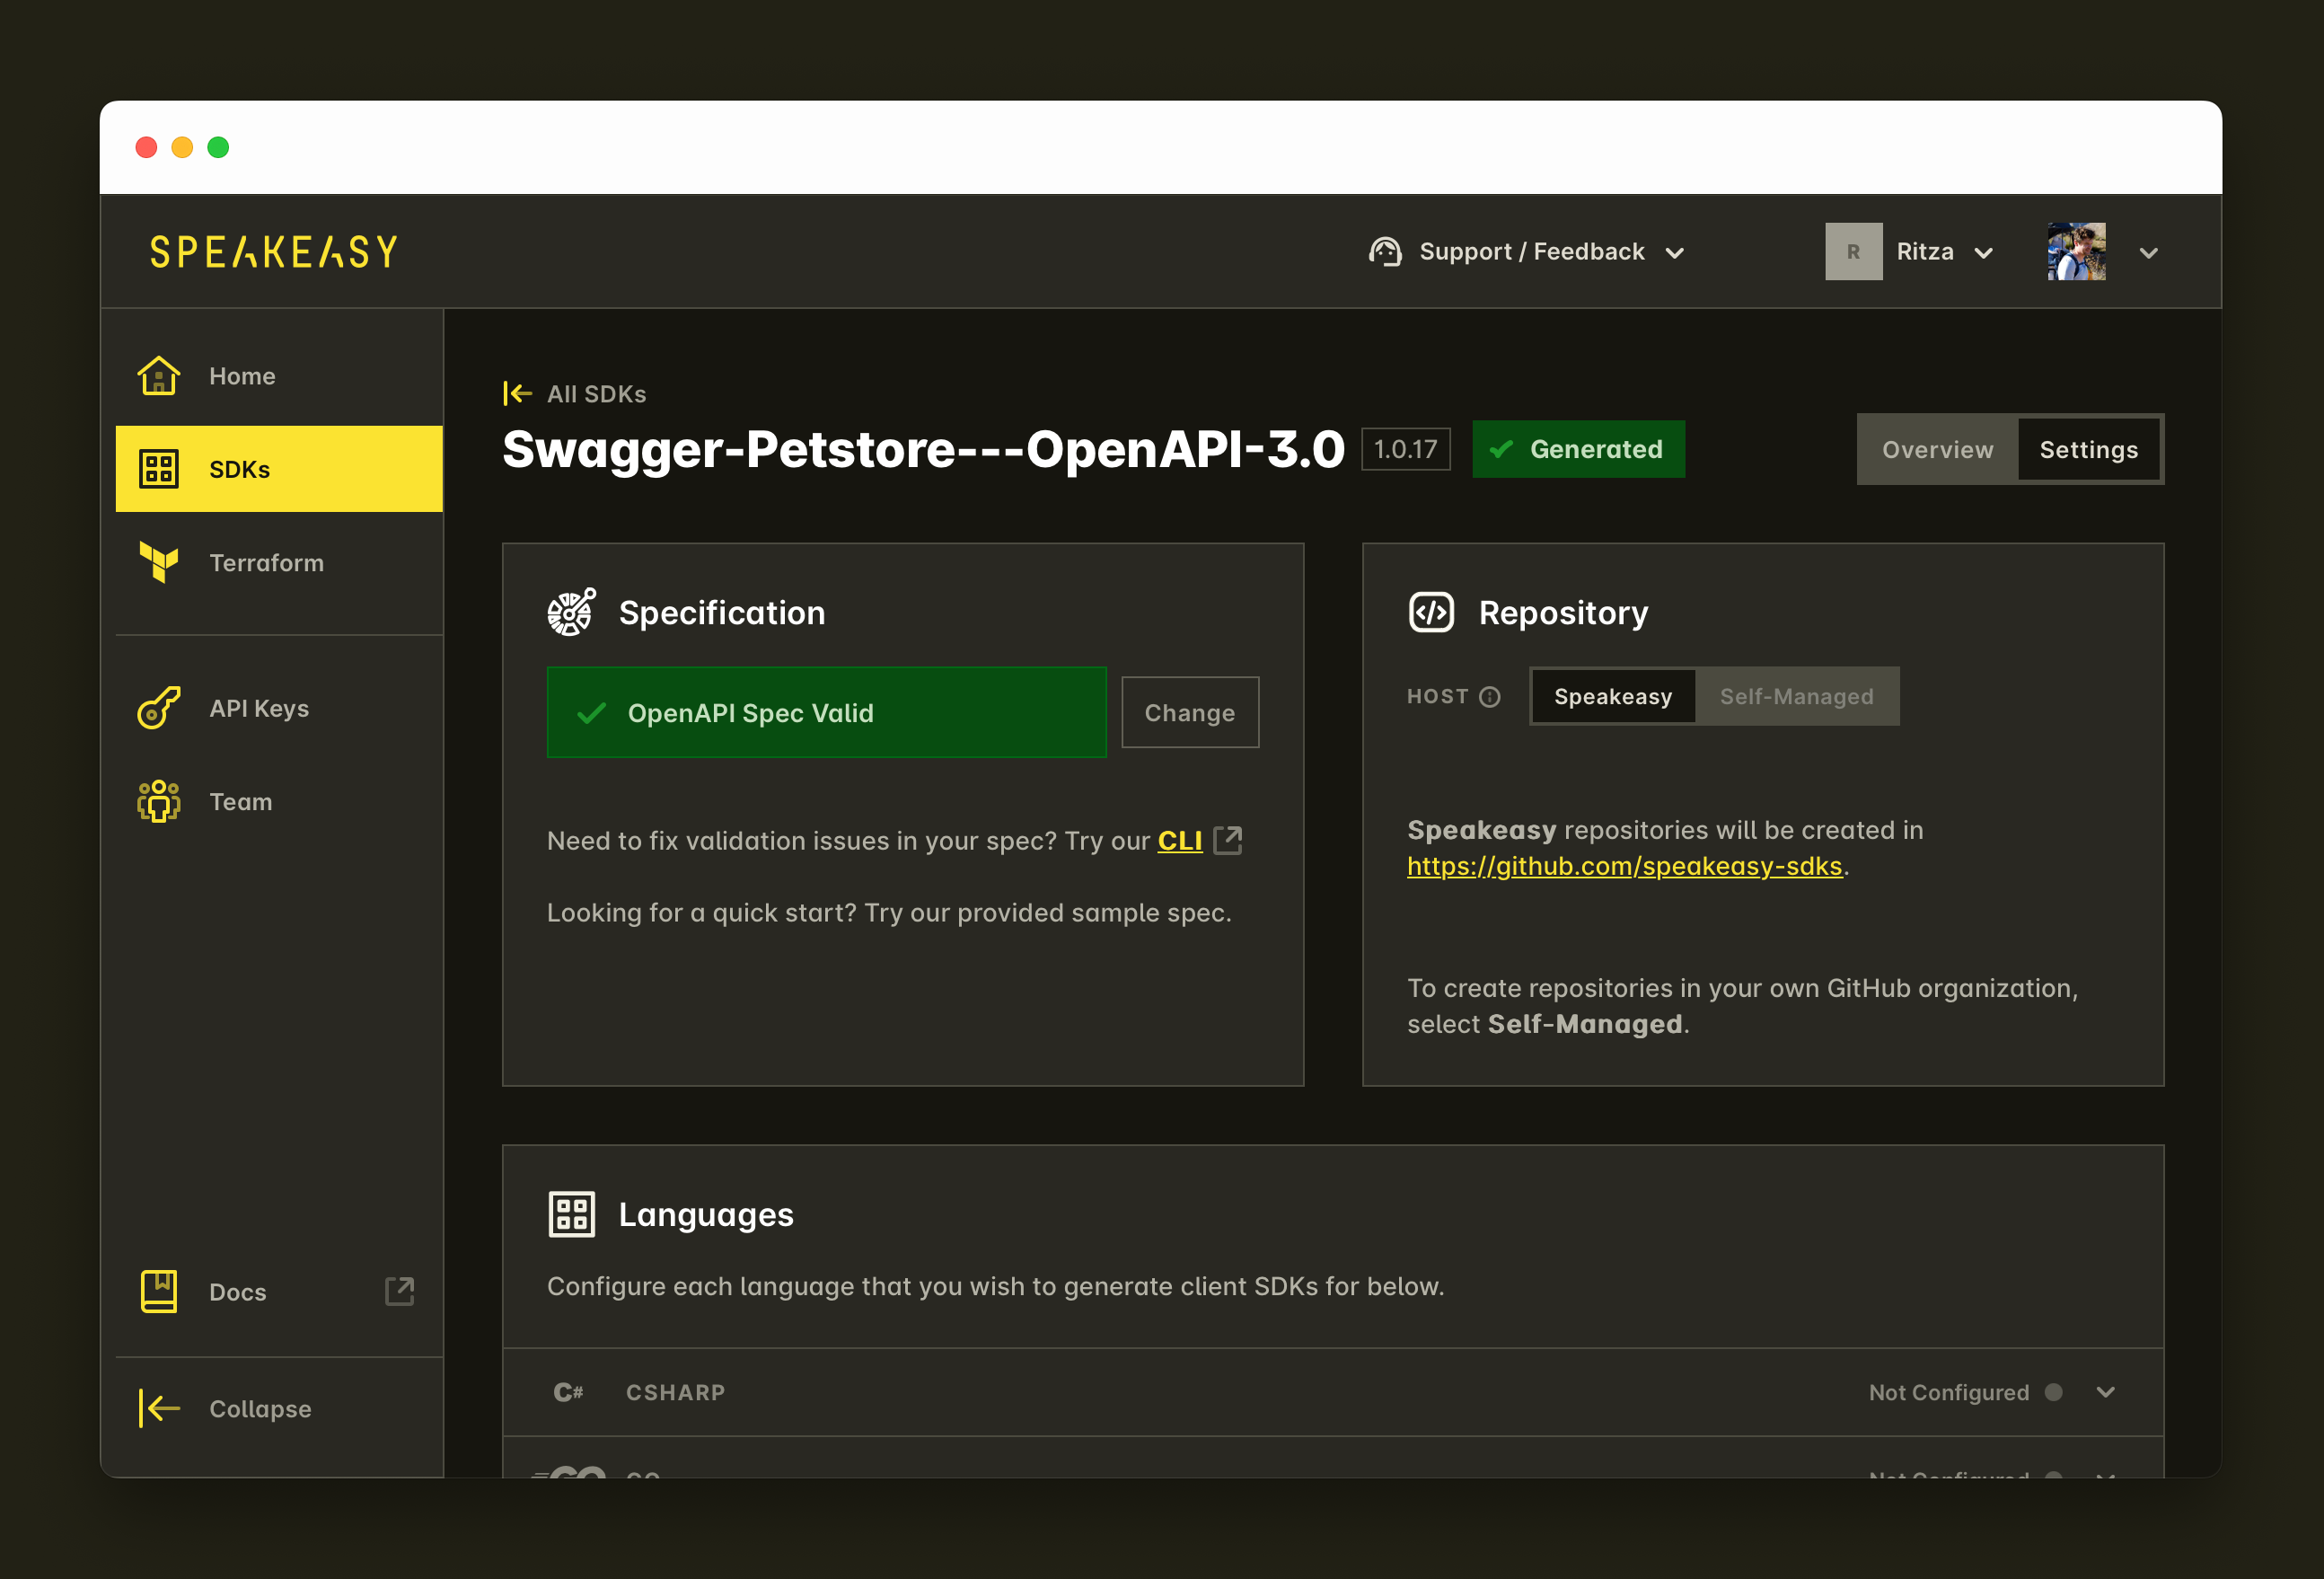 SPEAKEASY
Support / Feedback
R
Ritza
Home
SDKs
Terraform
API Keys
Team
Docs
Collapse
All SDKs
Swagger-Petstore---OpenAPI-3.0
1.0.17
Generated
Overview
Settings
Specification
OpenAPI Spec Valid
Change
Need to fix validation issues in your spec? Try our CLI
Looking for a quick start? Try our provided sample spec.
Repository
HOST
Speakeasy
Self-Managed
Speakeasy repositories will be created in
https://github.com/speakeasy-sdks.
To create repositories in your own GitHub organization,
select Self-Managed.
Languages
Configure each language that you wish to generate client SDKs for below.
C#
CSHARP
Not Configured
GO
GO
Not Configured